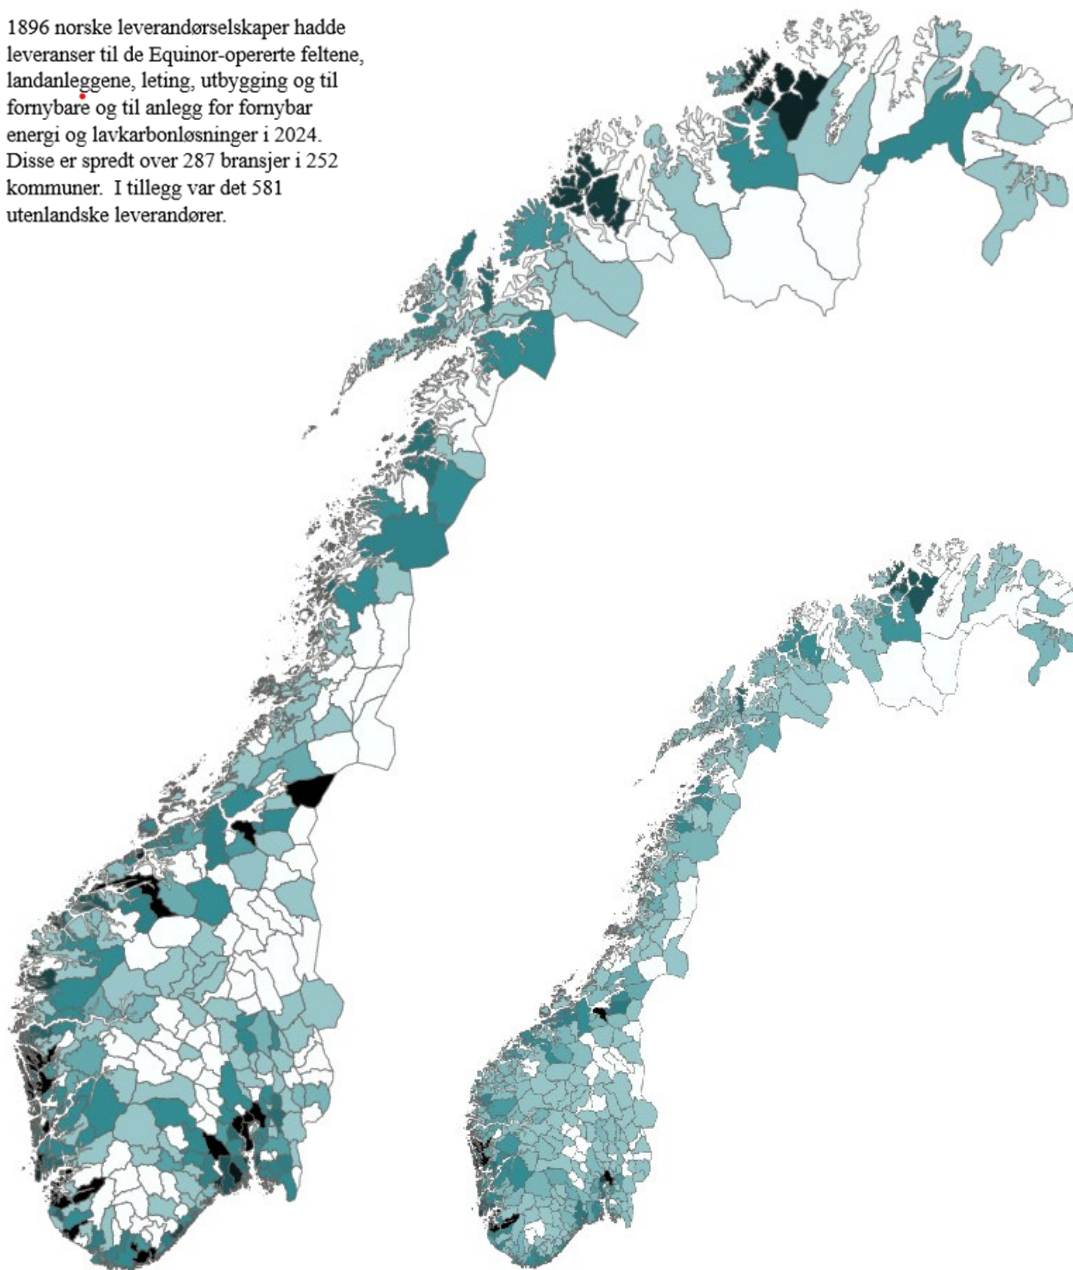 1896 norske leverandørselskaper hadde
leveranser til de Equinor-opererte feltene,
landanleggene, leting, utbygging og til
fornybare og til anlegg for fornybar
energi og lavkarbonløsninger i 2024.
Disse er spredt over 287 bransjer i 252
kommuner. I tillegg var det 581
utenlandske leverandører.